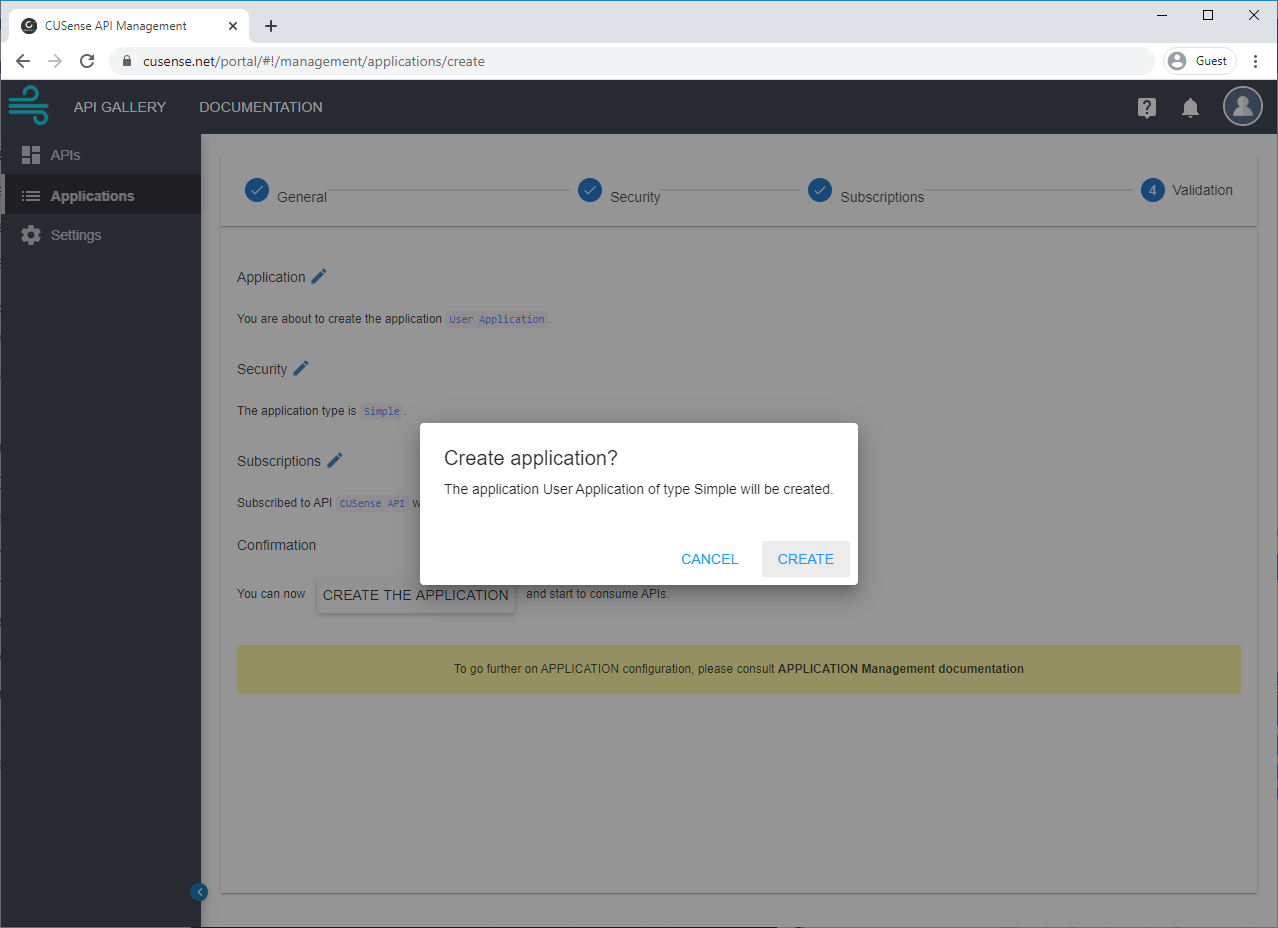 CUSense API Management
cusense.net/portal/#!/management/applications/create
Guest
API GALLERY
DOCUMENTATION
APIs
Applications
Settings
General
Security
Subscriptions
4
Validation
Application
You are about to create the application User Application.
Security
The application type is Simple.
Subscriptions
Subscribed to API CUSense API
Create application?
The application User Application of type Simple will be created.
CANCEL
CREATE
Confirmation
You can now CREATE THE APPLICATION and start to consume APIs.
To go further on APPLICATION configuration, please consult APPLICATION Management documentation